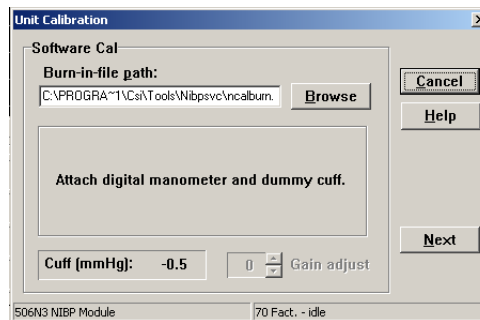 Unit Calibration
Software Cal
Burn-in-file path:
C:\PROGRA~1\Csi\Tools\Nibpsvc\ncalburn.
Browse
Cancel
Help
Attach digital manometer and dummy cuff.
Next
Cuff (mmHg): -0.5
0 Gain adjust
506N3 NIBP Module
70 Fact. - idle